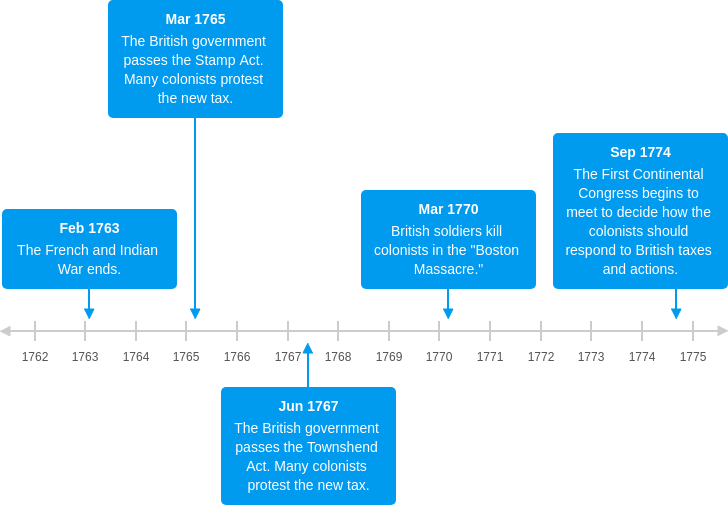 Mar 1765
The British government
passes the Stamp Act.
Many colonists protest
the new tax.
Sep 1774
The First Continental
Congress begins to
meet to decide how the
colonists should
respond to British taxes
and actions.
Mar 1770
British soldiers kill
colonists in the "Boston
Massacre."
Feb 1763
The French and Indian
War ends.
1762 1763 1764 1765 1766 1767 1768 1769 1770 1771 1772 1773 1774 1775
Jun 1767
The British government
passes the Townshend
Act. Many colonists
protest the new tax.